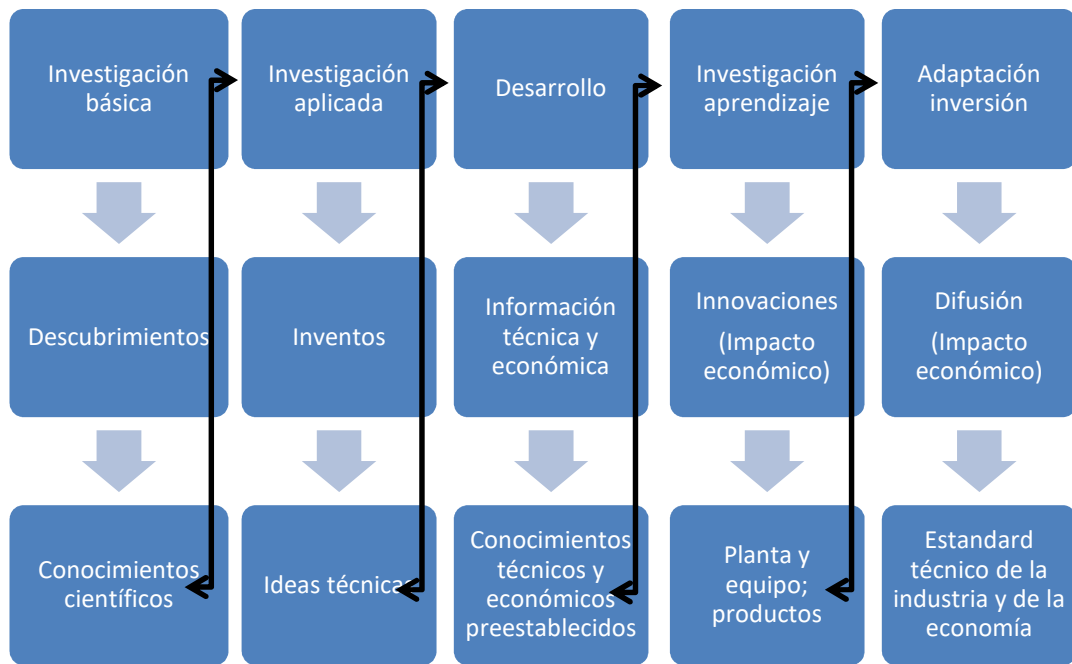 Investigación
básica
Investigación
aplicada
Desarrollo
Investigación
aprendizaje
Adaptación
inversión
Descubrimientos
Inventos
Información
técnica y
económica
Innovaciones
(Impacto
económico)
Difusión
(Impacto
económico)
Conocimientos
científicos
Ideas técnicas
Conocimientos
técnicos y
económicos
preestablecidos
Planta y
equipo;
productos
Estandard
técnico de la
industria y de la
economía